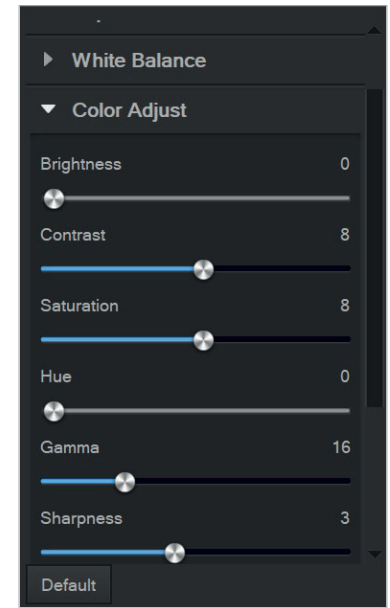 White Balance
Color Adjust
Brightness 0
Contrast 8
Saturation 8
Hue 0
Gamma 16
Sharpness 3
Default